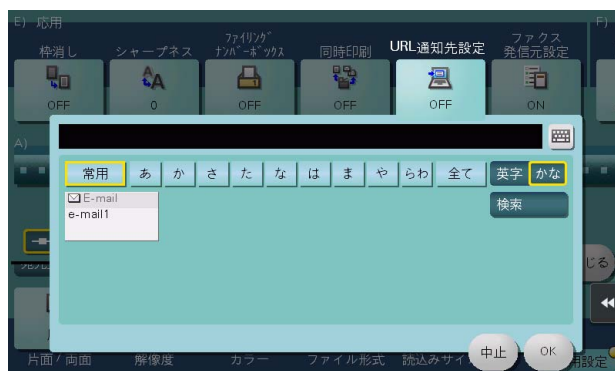 E) 応用
F)
枠消し
シャープネス
ファイリング
ナンバーボックス
同時印刷
URL通知先設定
ファクス
発信元設定
OFF
0
OFF
OFF
OFF
ON
A)
常用 あ か さ た な は ま や らわ 全て 英字 かな
E-mail
e-mail1
検索
じる
中止 OK
片面 / 両面
解像度
カラー
ファイル形式
読込みサイ
用設定